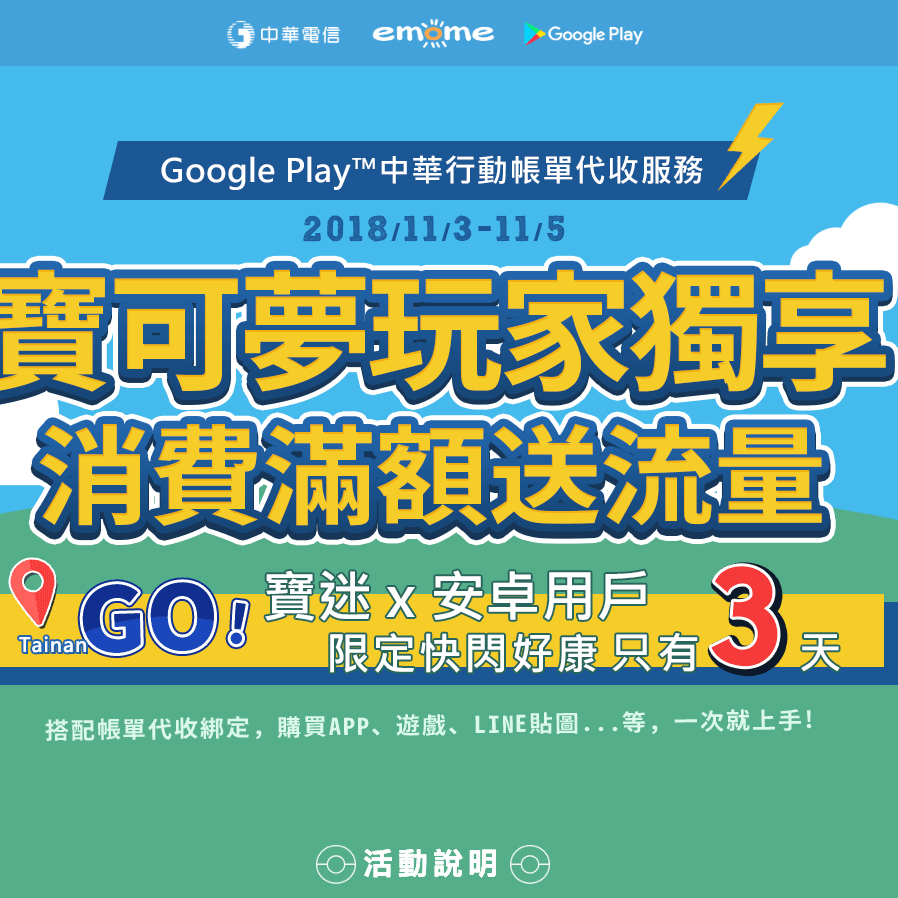 中華電信 emome Google Play
Google Play™中華行動帳單代收服務
2018/11/3-11/5
寶可夢玩家獨享
消費滿額送流量
Tainan GO!
寶迷 x 安卓用戶
限定快閃好康 只有3天
搭配帳單代收綁定，購買APP、遊戲、LINE貼圖...等，一次就上手!
活動說明